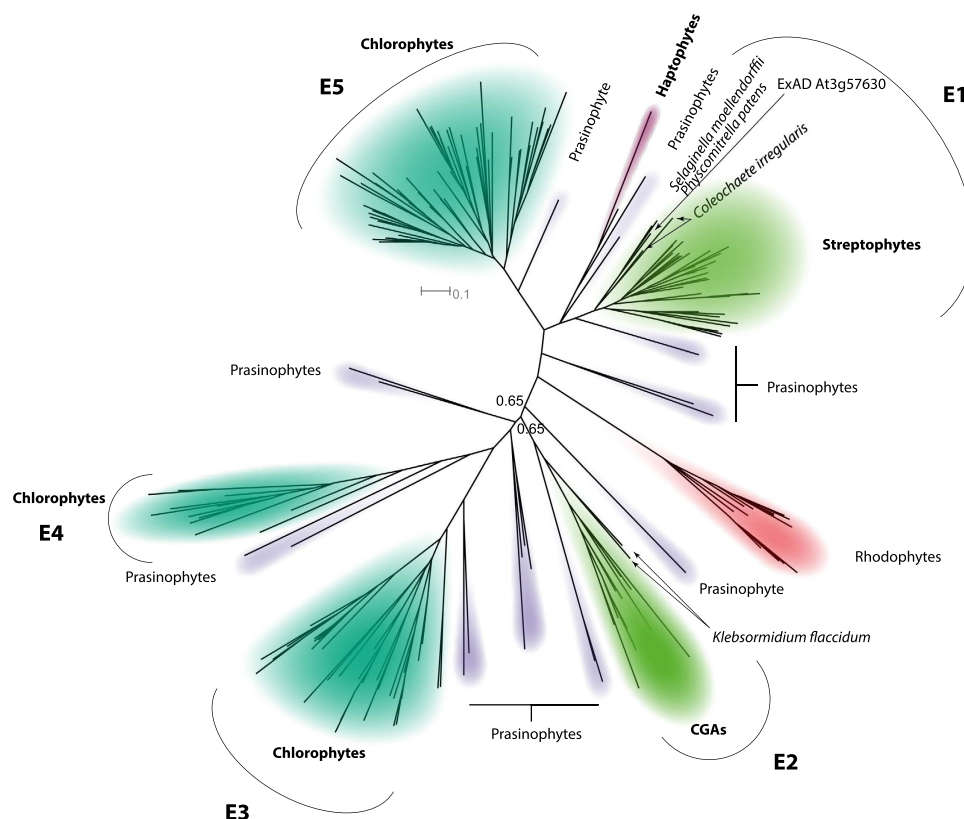 Chlorophytes
E5
Prasinophyte
Haptophytes
Prasinophytes
Selaginella moellendorffii
Physcomitrella patens
ExAD At3g57630
E1
Coleochaete irregularis
Streptophytes
0.1
Prasinophytes
Prasinophytes
0.65
0.65
Chlorophytes
E4
Prasinophytes
Rhodophytes
Prasinophyte
Klebsormidium flaccidum
CGAs
E2
Prasinophytes
Chlorophytes
E3